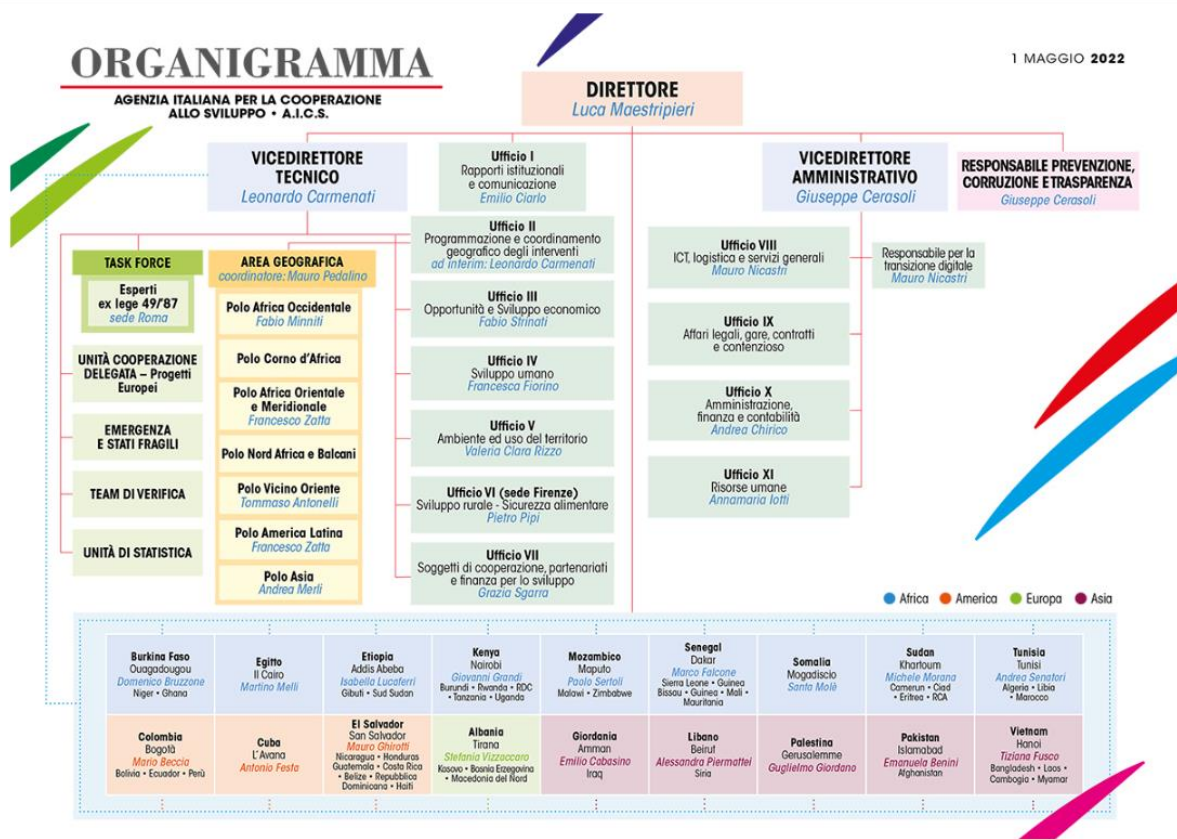 ORGANIGRAMMA
AGENZIA ITALIANA PER LA COOPERAZIONE
ALLO SVILUPPO • A.I.C.S.
1 MAGGIO 2022
DIRETTORE
Luca Maestripieri
VICEDIRETTORE
TECNICO
Leonardo Carmenati
Ufficio I
Rapporti istituzionali
e comunicazione
Emilio Ciarlo
VICEDIRETTORE
AMMINISTRATIVO
Giuseppe Cerasoli
RESPONSABILE PREVENZIONE,
CORRUZIONE E TRASPARENZA
Giuseppe Cerasoli
TASK FORCE
Esperti
ex lege 49/87
sede Roma
UNITÀ COOPERAZIONE
DELEGATA – Progetti
Europei
EMERGENZA
E STATI FRAGILI
TEAM DI VERIFICA
UNITÀ DI STATISTICA
AREA GEOGRAFICA
coordinatore: Mauro Pedalino
Polo Africa Occidentale
Fabio Minniti
Polo Corno d'Africa
Polo Africa Orientale
e Meridionale
Francesco Zatta
Polo Nord Africa e Balcani
Polo Vicino Oriente
Tommaso Antonelli
Polo America Latina
Francesco Zatta
Polo Asia
Andrea Merli
Ufficio II
Programmazione e coordinamento
geografico degli interventi
ad interim: Leonardo Carmenati
Ufficio III
Opportunità e Sviluppo economico
Fabio Strinati
Ufficio IV
Sviluppo umano
Francesca Fiorino
Ufficio V
Ambiente ed uso del territorio
Valeria Clara Rizzo
Ufficio VI (sede Firenze)
Sviluppo rurale - Sicurezza alimentare
Pietro Pipi
Ufficio VII
Soggetti di cooperazione, partenariati
e finanza per lo sviluppo
Grazia Sgarra
Ufficio VIII
ICT, logistica e servizi generali
Mauro Nicastri
Responsabile per la
transizione digitale
Mauro Nicastri
Ufficio IX
Affari legali, gare, contratti
e contenzioso
Ufficio X
Amministrazione,
finanza e contabilità
Andrea Chirico
Ufficio XI
Risorse umane
Annamaria Iotti
Africa America Europa Asia
Burkina Faso
Ouagadougou
Domenico Bruzzone
Niger • Ghana
Egitto
Il Cairo
Martino Melli
Etiopia
Addis Abeba
Isabella Lucaferri
Gibuti • Sud Sudan
Kenya
Nairobi
Giovanni Grandi
Burundi • Rwanda • RDC
• Tanzania • Uganda
Mozambico
Maputo
Paolo Sertoli
Malawi • Zimbabwe
Senegal
Dakar
Marco Falcone
Sierra Leone • Guinea
Bissau • Guinea • Mali •
Mauritania
Somalia
Mogadiscio
Santa Molè
Sudan
Khartoum
Michele Morana
Camerun • Ciad
• Eritrea • RCA
Tunisia
Tunisi
Andrea Senatori
Algeria • Libia
• Marocco
Colombia
Bogotà
Mario Beccia
Bolivia • Ecuador • Perù
Cuba
L'Avana
Antonio Festa
El Salvador
San Salvador
Mauro Ghirotti
Nicaragua • Honduras
Guatemala • Costa Rica
• Belize • Repubblica
Dominicana • Haiti
Albania
Tirana
Stefania Vizzaccaro
Kosovo • Bosnia Erzegovina
• Macedonia del Nord
Giordania
Amman
Emilio Cabasino
Iraq
Libano
Beirut
Alessandra Piermattei
Siria
Palestina
Gerusalemme
Guglielmo Giordano
Pakistan
Islamabad
Emanuela Benini
Afghanistan
Vietnam
Hanoi
Tiziana Fusco
Bangladesh • Laos •
Cambogia • Myamar